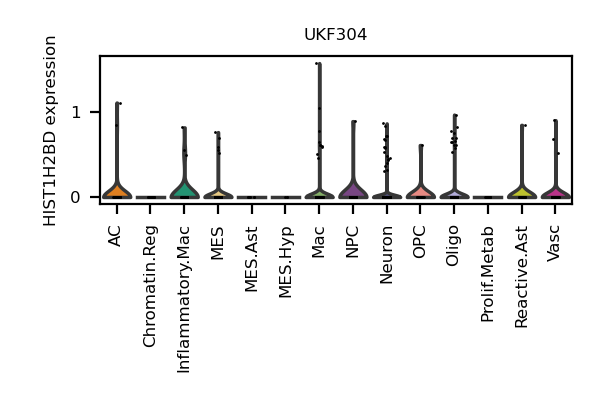 UKF304
HIST1H2BD expression
1
0
AC
Chromatin.Reg
Inflammatory.Mac
MES
MES.Ast
MES.Hyp
Mac
NPC
Neuron
OPC
Oligo
Prolif.Metab
Reactive.Ast
Vasc